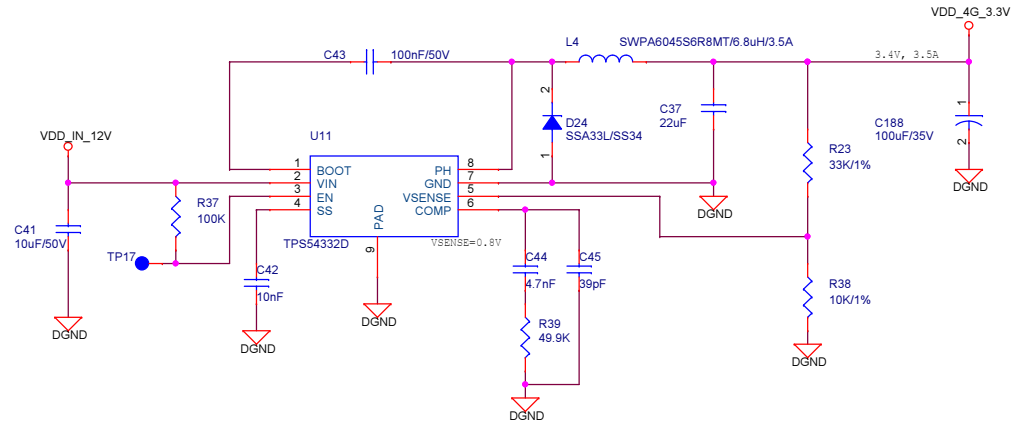 VDD_4G_3.3V
C43
100nF/50V
L4
SWPA6045S6R8MT/6.8uH/3.5A
3.4V, 3.5A
2
D24
SSA33L/SS34
1
C37
22uF
1
C188
100uF/35V
2
DGND
VDD_IN_12V
U11
R23
33K/1%
1
BOOT
PH
8
2
VIN
GND
7
3
EN
VSENSE
5
4
SS
COMP
6
PAD
9
TPS54332D
VSENSE=0.8V
DGND
R37
100K
C41
10uF/50V
TP17
C42
10nF
C44
4.7nF
C45
39pF
R38
10K/1%
R39
49.9K
DGND
DGND
DGND
DGND
DGND